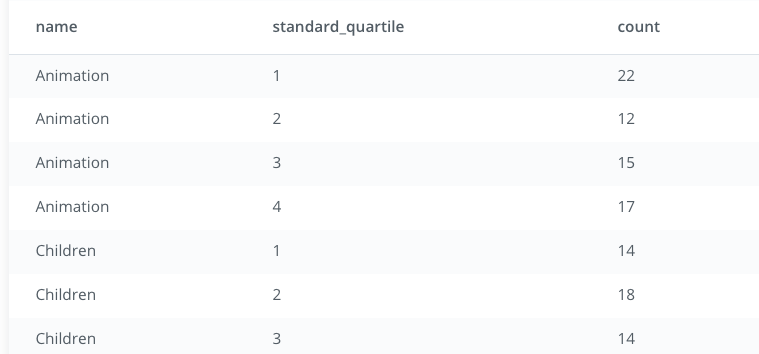 name standard_quartile count
Animation 1 22
Animation 2 12
Animation 3 15
Animation 4 17
Children 1 14
Children 2 18
Children 3 14